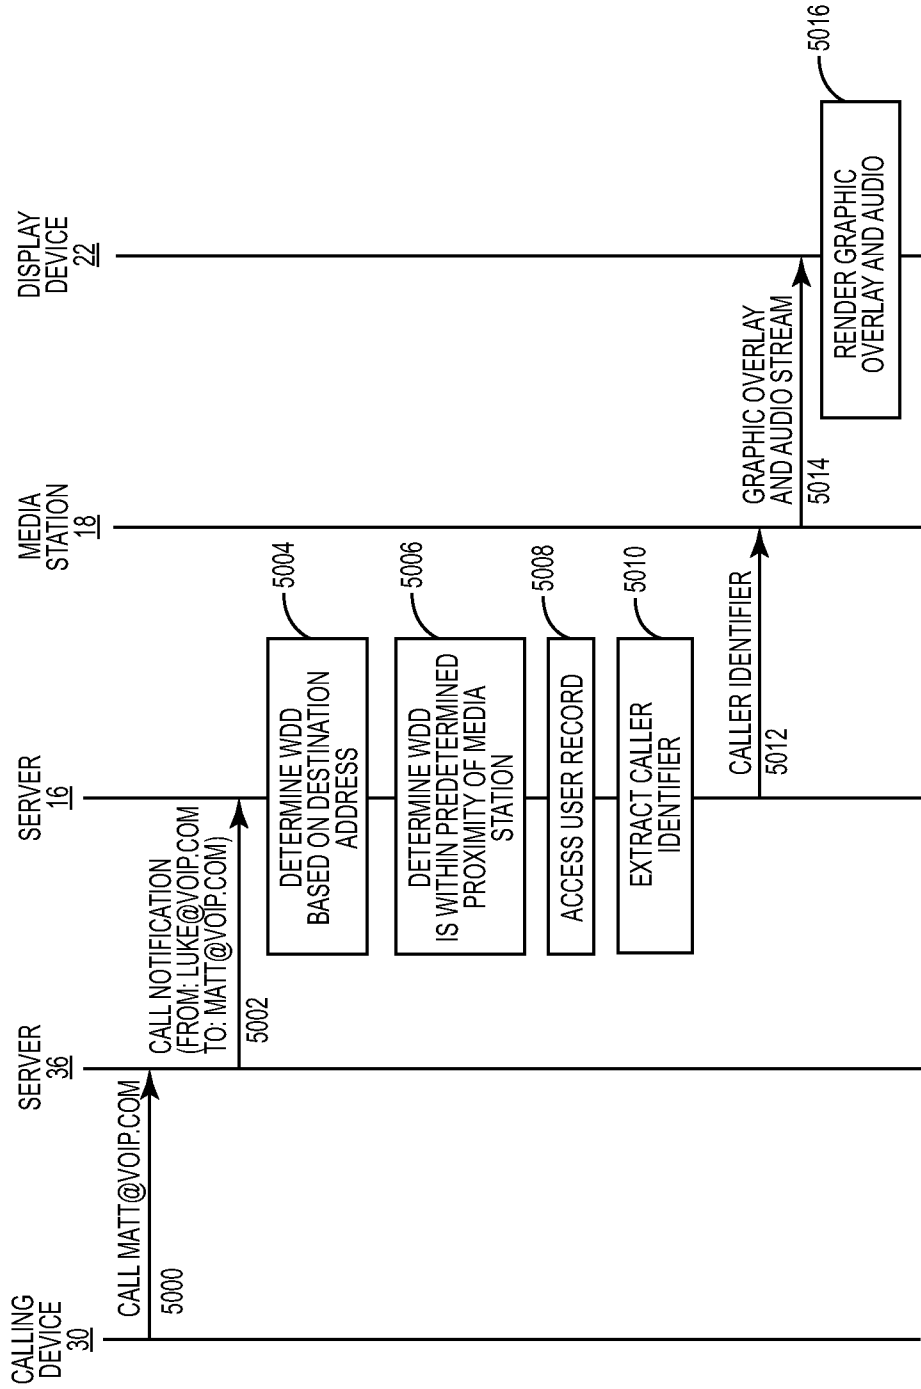 CALLING
DEVICE
30
SERVER
36
SERVER
16
MEDIA
STATION
18
DISPLAY
DEVICE
22
CALL MATT@VOIP.COM
5000
CALL NOTIFICATION
(FROM: LUKE@VOIP.COM
TO: MATT@VOIP.COM)
5002
DETERMINE WDD
BASED ON DESTINATION
ADDRESS
5004
DETERMINE WDD
IS WITHIN PREDETERMINED
PROXIMITY OF MEDIA
STATION
5006
ACCESS USER RECORD
5008
EXTRACT CALLER
IDENTIFIER
5010
CALLER IDENTIFIER
5012
GRAPHIC OVERLAY
AND AUDIO STREAM
5014
RENDER GRAPHIC
OVERLAY AND AUDIO
5016